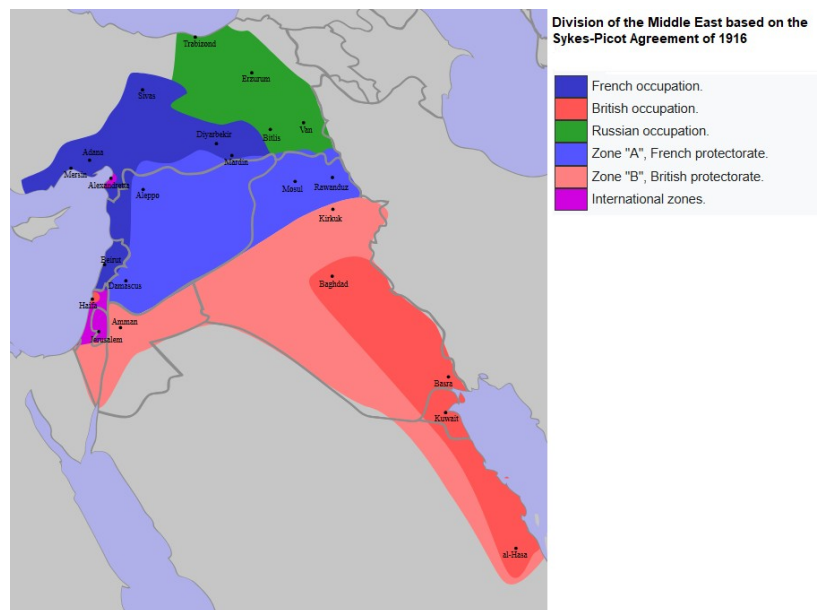 Division of the Middle East based on the
Sykes-Picot Agreement of 1916
French occupation.
British occupation.
Russian occupation.
Zone "A", French protectorate.
Zone "B", British protectorate.
International zones.
Trabizond
Erzurum
Sivas
Van
Bitlis
Diyarbekir
Mardin
Adana
Mersin
Alexandretta
Aleppo
Mosul
Rawanduz
Kirkuk
Beirut
Damascus
Baghdad
Haifa
Amman
Jerusalem
Basra
Kuwait
al-Hasa